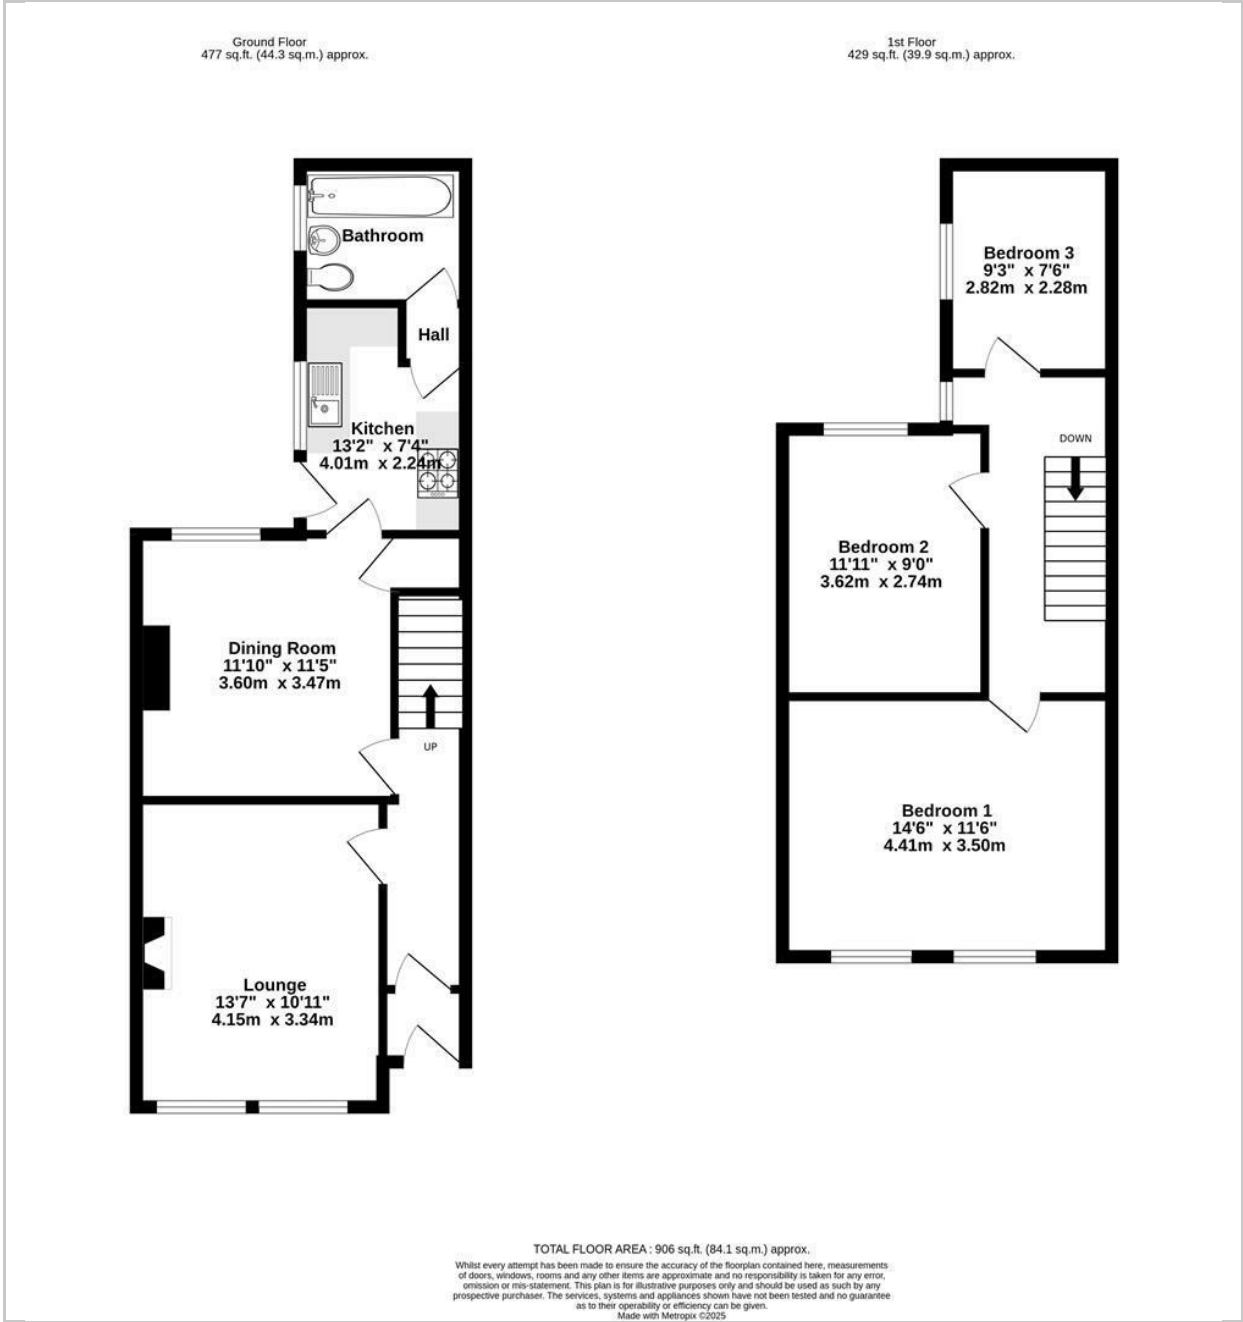 Ground Floor
477 sq.ft. (44.3 sq.m.) approx.
1st Floor
429 sq.ft. (39.9 sq.m.) approx.
Bathroom
Hall
Kitchen
13'2" x 7'4"
4.01m x 2.24m
Dining Room
11'10" x 11'5"
3.60m x 3.47m
UP
Lounge
13'7" x 10'11"
4.15m x 3.34m
Bedroom 3
9'3" x 7'6"
2.82m x 2.28m
DOWN
Bedroom 2
11'11" x 9'0"
3.62m x 2.74m
Bedroom 1
14'6" x 11'6"
4.41m x 3.50m
TOTAL FLOOR AREA : 906 sq.ft. (84.1 sq.m.) approx.
Whilst every attempt has been made to ensure the accuracy of the floorplan contained here, measurements
of doors, windows, rooms and any other items are approximate and no responsibility is taken for any error,
omission or mis-statement. This plan is for illustrative purposes only and should be used as such by any
prospective purchaser. The services, systems and appliances shown have not been tested and no guarantee
as to their operability or efficiency can be given.
Made with Metropix ©2025